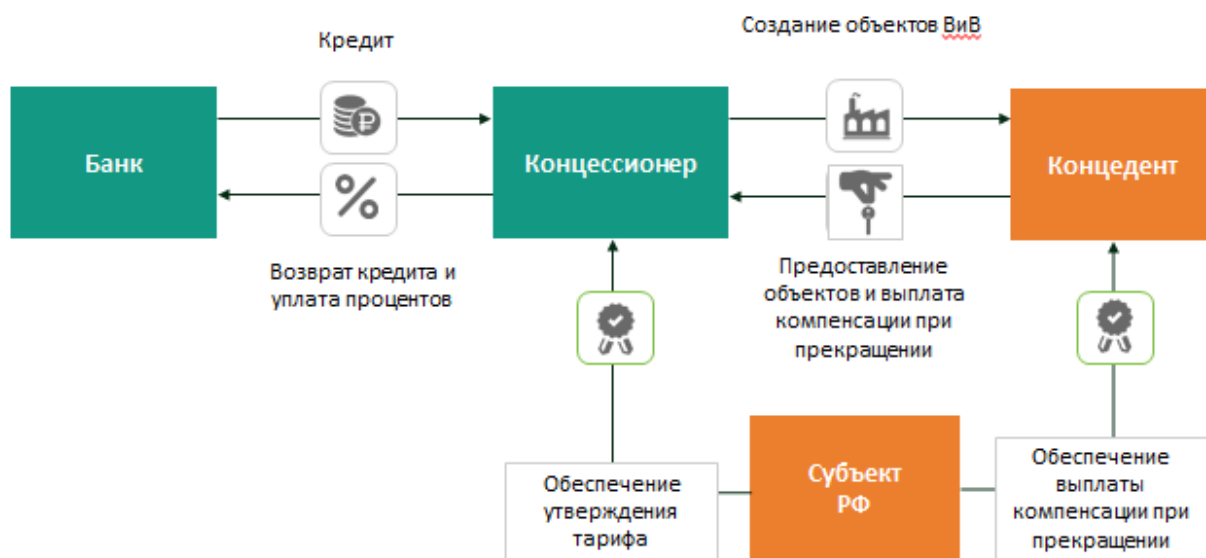 Кредит
Создание объектов ВиВ
Банк
Концессионер
Концедент
Возврат кредита и
уплата процентов
Предоставление
объектов и выплата
компенсации при
прекращении
Обеспечение
утверждения
тарифа
Субъект
РФ
Обеспечение
выплаты
компенсации при
прекращении